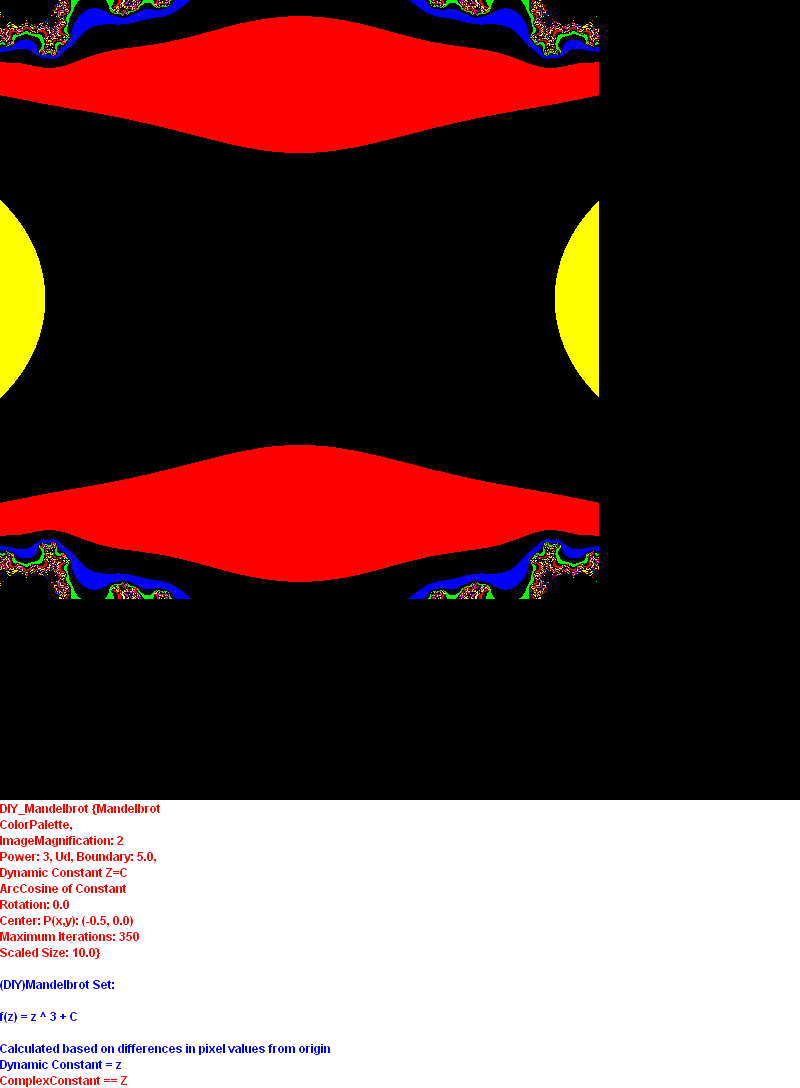 DIY_Mandelbrot {Mandelbrot
ColorPalette,
ImageMagnification: 2
Power: 3, Ud, Boundary: 5.0,
Dynamic Constant Z=C
ArcCosine of Constant
Rotation: 0.0
Center: P(x,y): (-0.5, 0.0)
Maximum Iterations: 350
Scaled Size: 10.0}
(DIY)Mandelbrot Set:
f(z) = z ^ 3 + C
Calculated based on differences in pixel values from origin
Dynamic Constant = z
ComplexConstant == Z